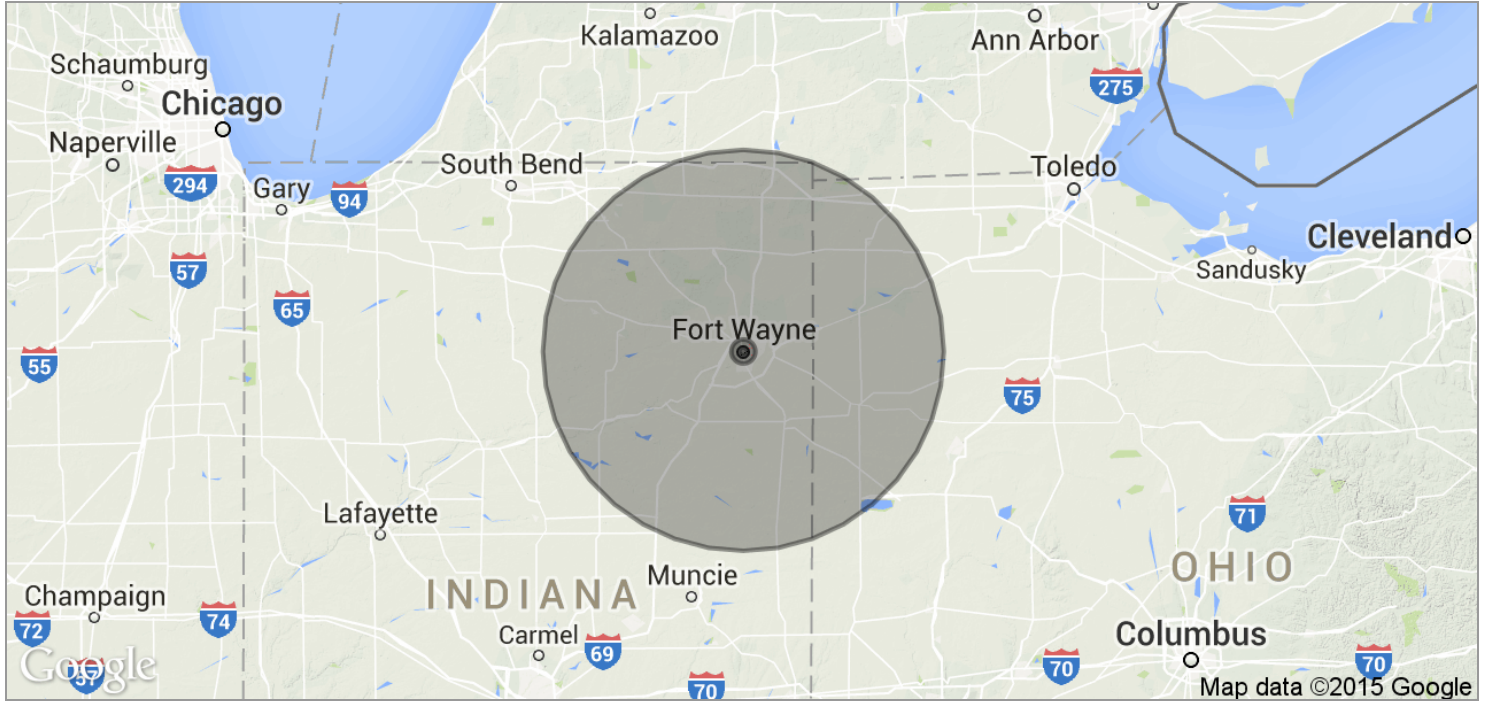 Kalamazoo
Ann Arbor
Schaumburg
275
Chicago
Naperville
South Bend
Toledo
294
Gary
94
Cleveland
57
Sandusky
65
Fort Wayne
55
75
Lafayette
71
OHIO
Muncie
INDIANA
Champaign
74
72
Carmel
69
Columbus
Google
57
70
70
70
Map data ©2015 Google